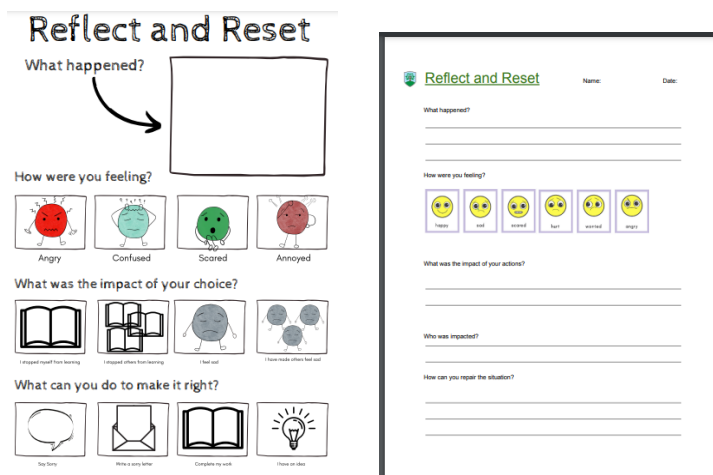 Reflect and Reset
What happened?
How were you feeling?
Angry
Confused
Scared
Annoyed
What was the impact of your choice?
I stopped myself from learning
I stopped others from learning
I feel sad
I have made others feel sad
What can you do to make it right?
Say Sorry
Write a sorry letter
Complete my work
I have an idea
Reflect and Reset
Name:
Date:
What happened?
How were you feeling?
happy
sad
scared
hurt
worried
angry
What was the impact of your actions?
Who was impacted?
How can you repair the situation?